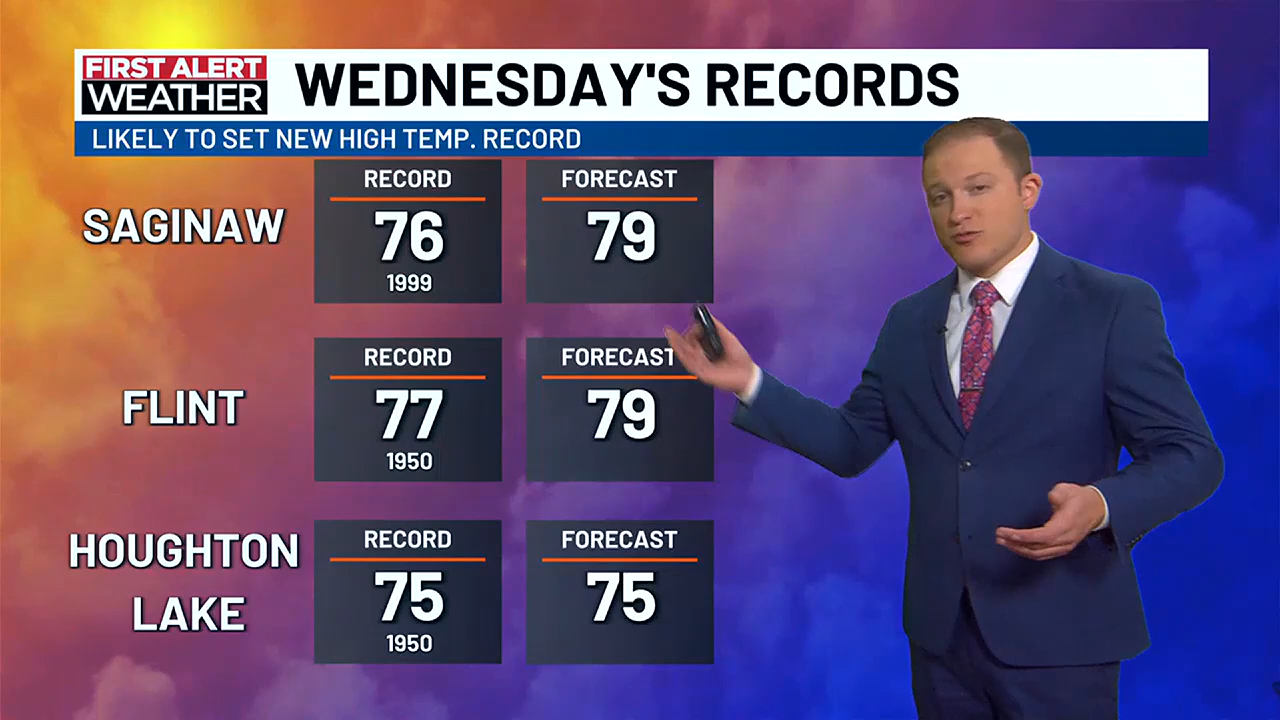 FIRST ALERT
WEATHER
WEDNESDAY'S RECORDS
LIKELY TO SET NEW HIGH TEMP. RECORD
SAGINAW
RECORD
76
1999
FORECAST
79
FLINT
RECORD
77
1950
FORECAST
79
HOUGHTON
LAKE
RECORD
75
1950
FORECAST
75